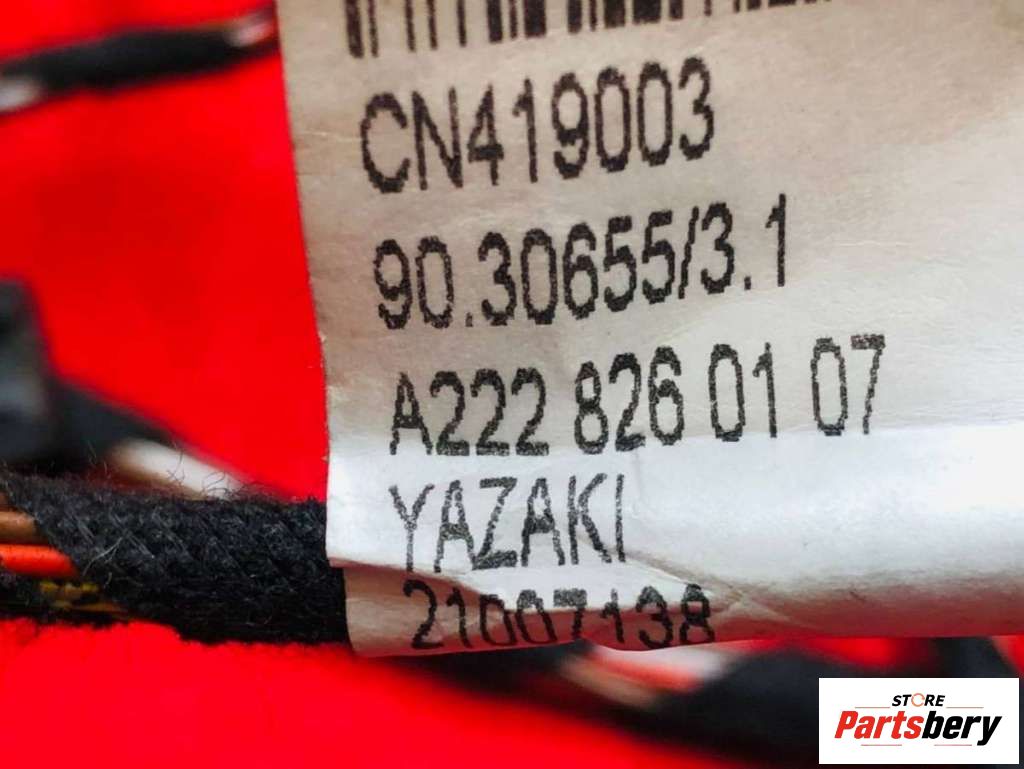 CN419003
90.30655/3.1
A222 826 01 07
YAZAKI
21007138
STORE
Partsbery